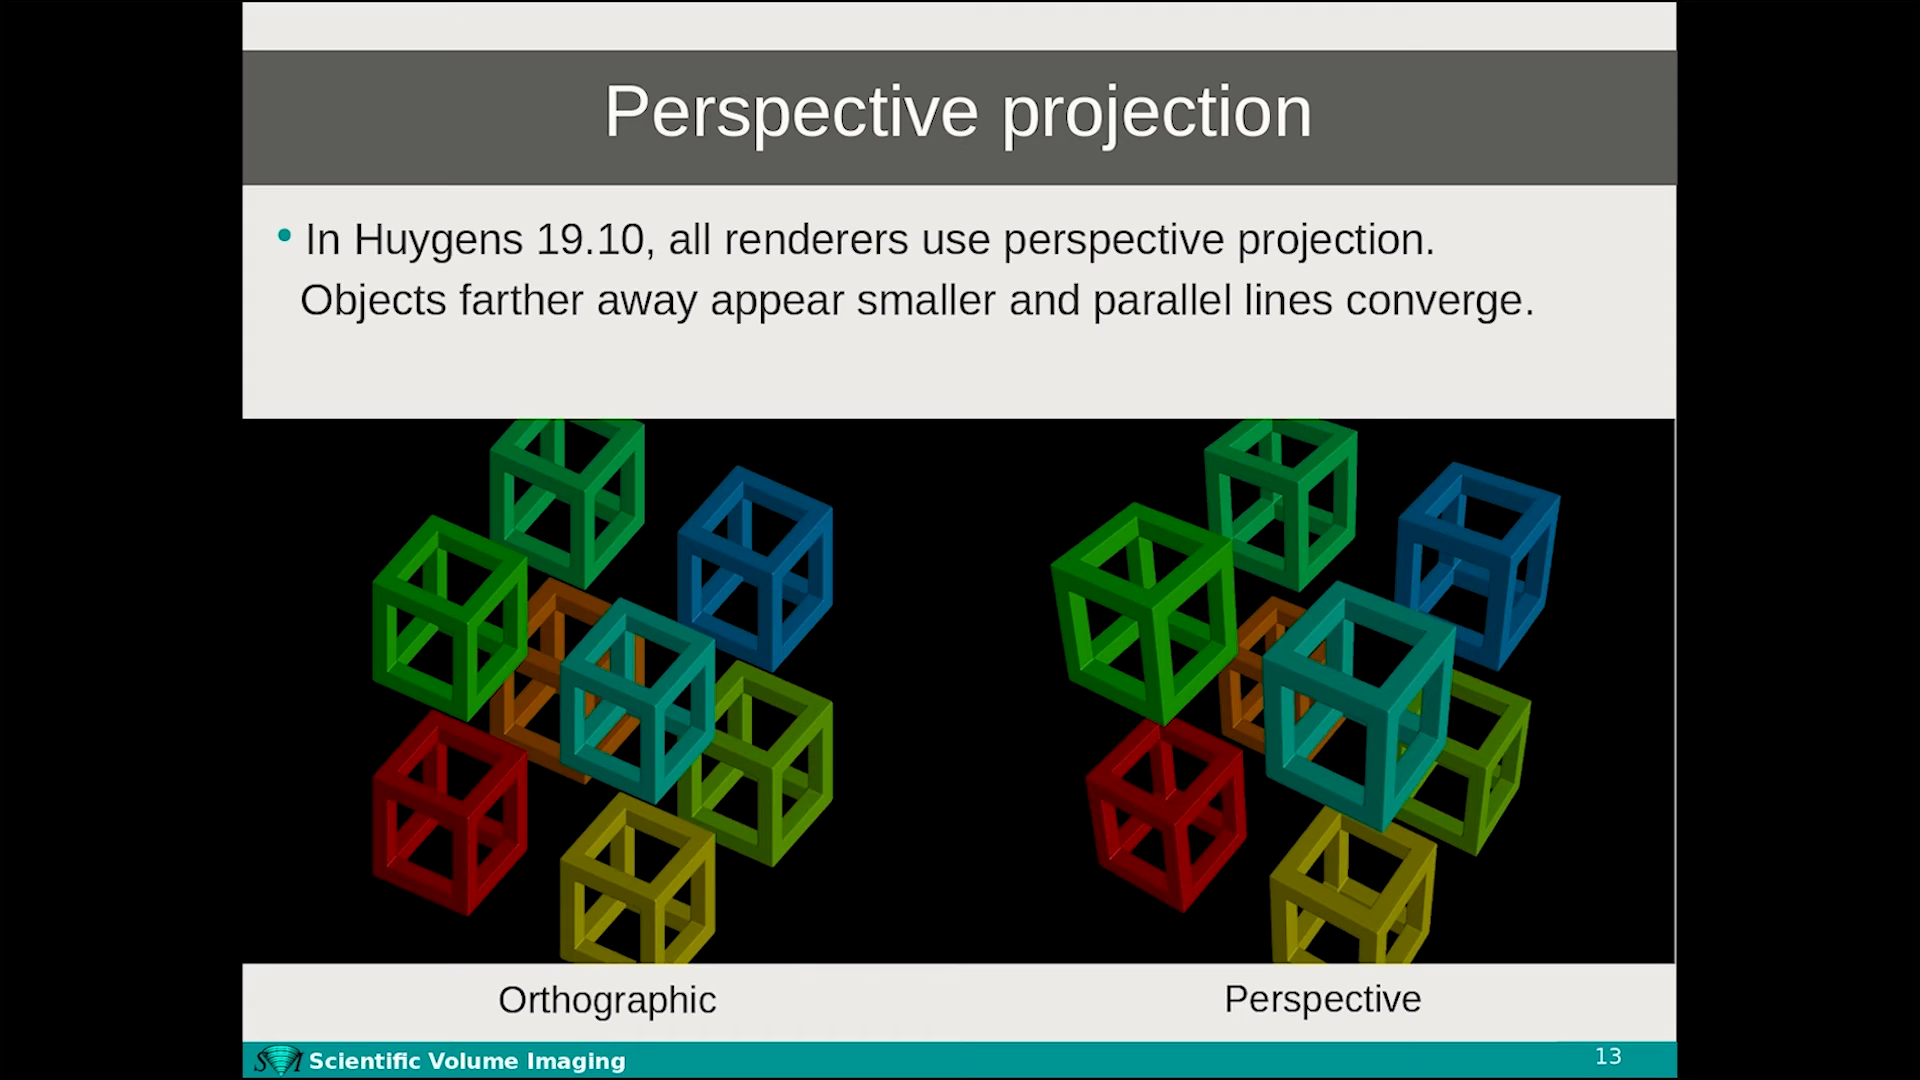 Perspective projection
• In Huygens 19.10, all renderers use perspective projection.
Objects farther away appear smaller and parallel lines converge.
Orthographic
Perspective
SVI Scientific Volume Imaging
13